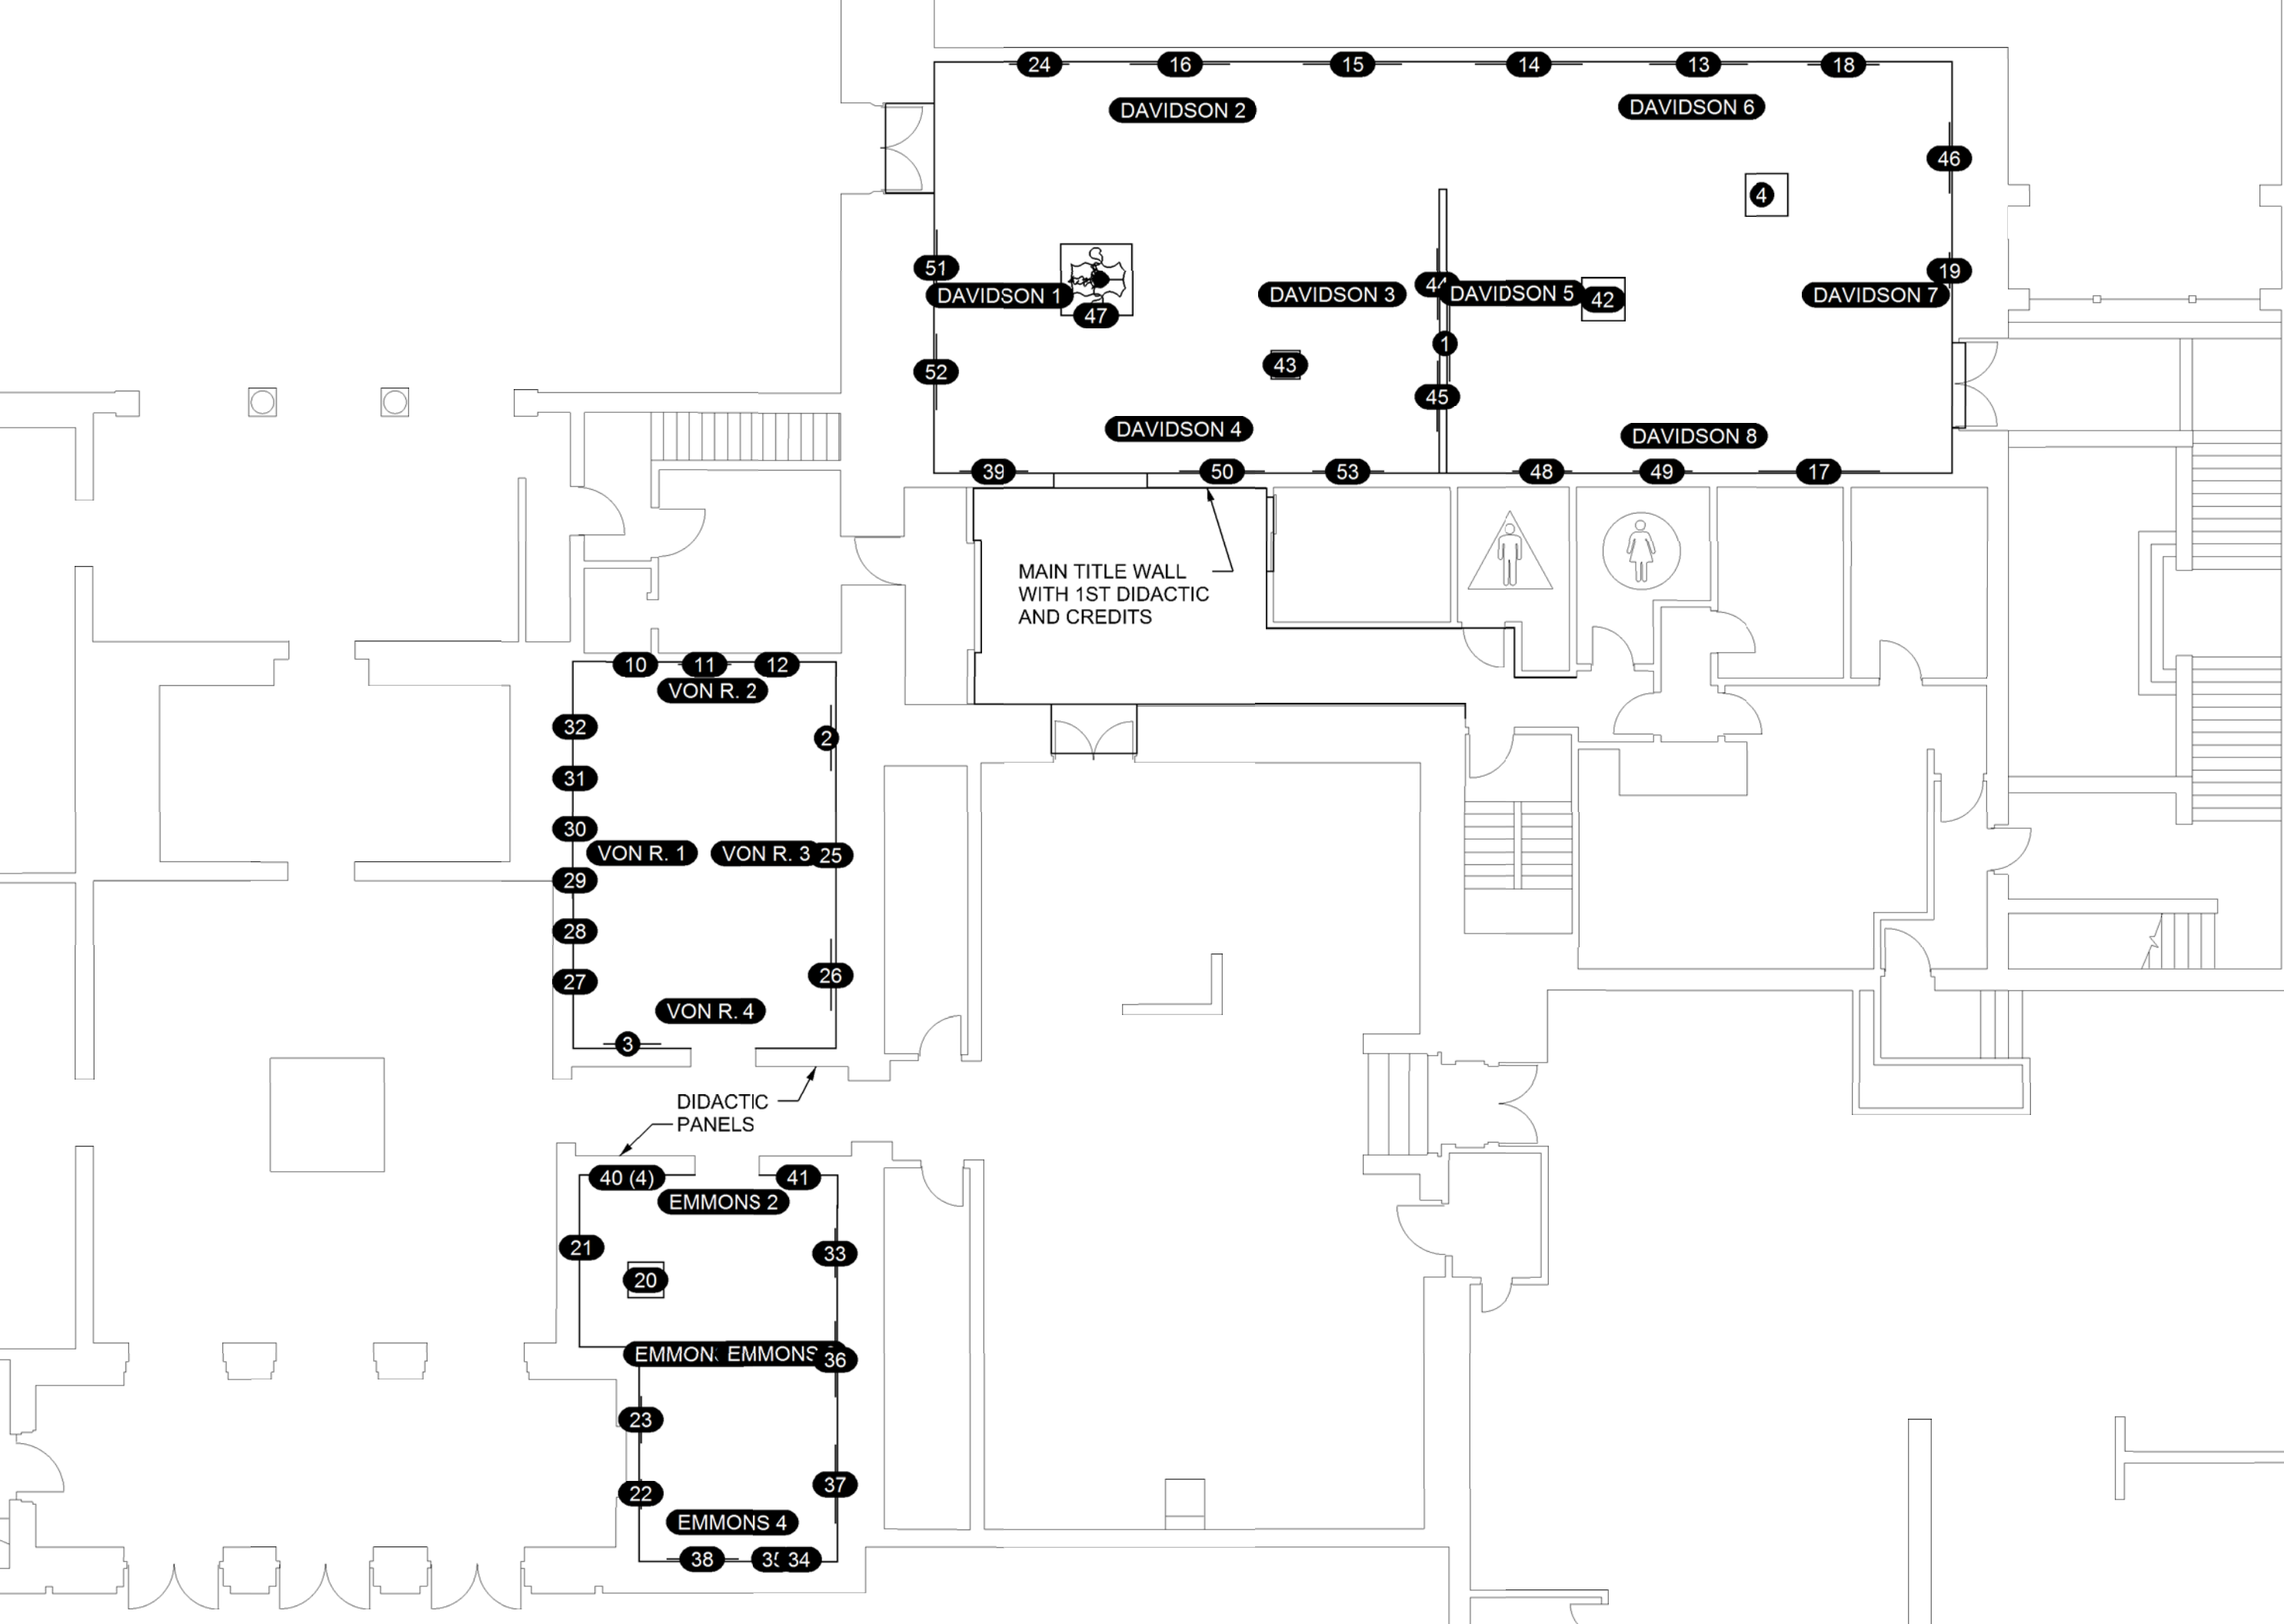 24 16 15 14 13 18
DAVIDSON 2 DAVIDSON 6
46
4
51 19
DAVIDSON 1 DAVIDSON 3 44 DAVIDSON 5 42 DAVIDSON 7
47
1
43
52
45
DAVIDSON 4 DAVIDSON 8
39 50 53 48 49 17
MAIN TITLE WALL
WITH 1ST DIDACTIC
AND CREDITS
10 11 12
VON R. 2
32 2
31
30
VON R. 1 VON R. 3 25
29
28
27 26
VON R. 4
3
DIDACTIC
PANELS
40 (4) 41
EMMONS 2
21 33
20
EMMONS EMMONS 36
23
37
22
EMMONS 4
38 34